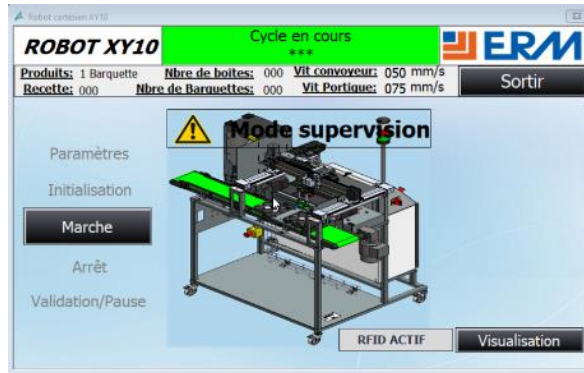 Robot cartésien XY10
ROBOT XY10
Cycle en cours
***
ERM
Produits: 1 Barquette Nbre de boites: 000 Vit convoyeur: 050 mm/s
Recette: 000 Nbre de Barquettes: 000 Vit Portique: 075 mm/s
Sortir
Mode supervision
Paramètres
Initialisation
Marche
Arrêt
Validation/Pause
RFID ACTIF
Visualisation